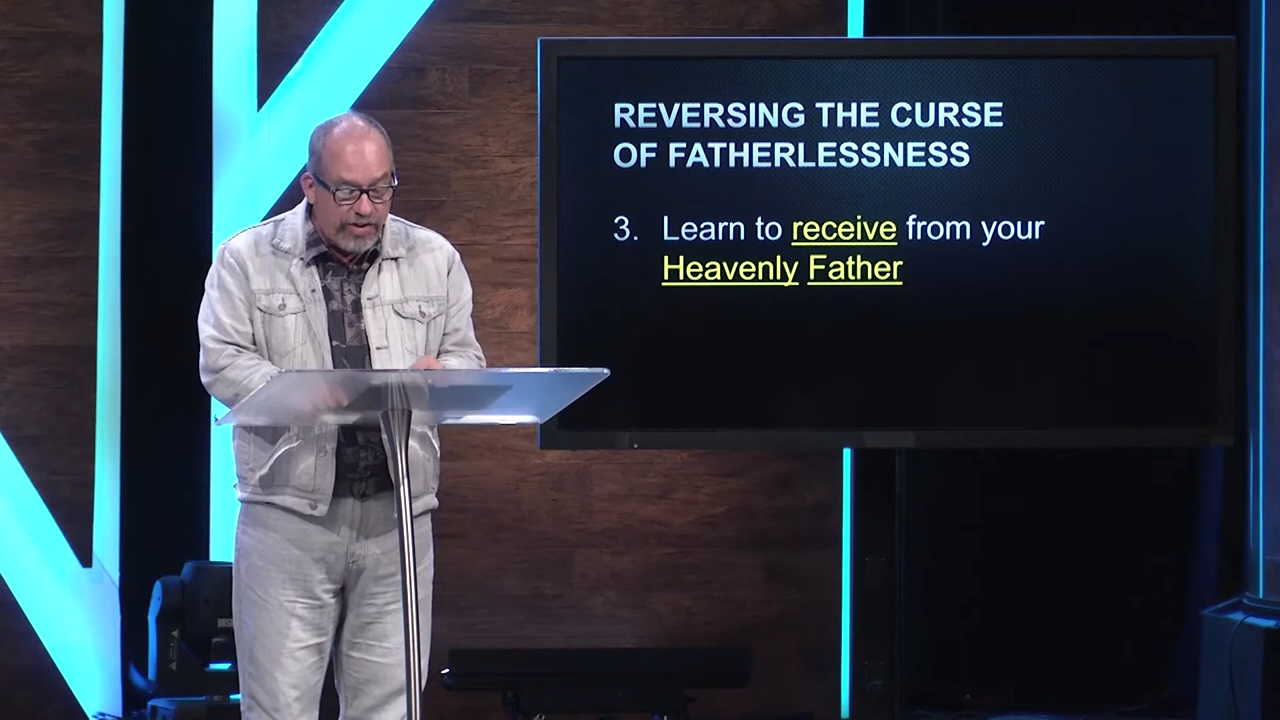 REVERSING THE CURSE
OF FATHERLESSNESS
3. Learn to receive from your
Heavenly Father